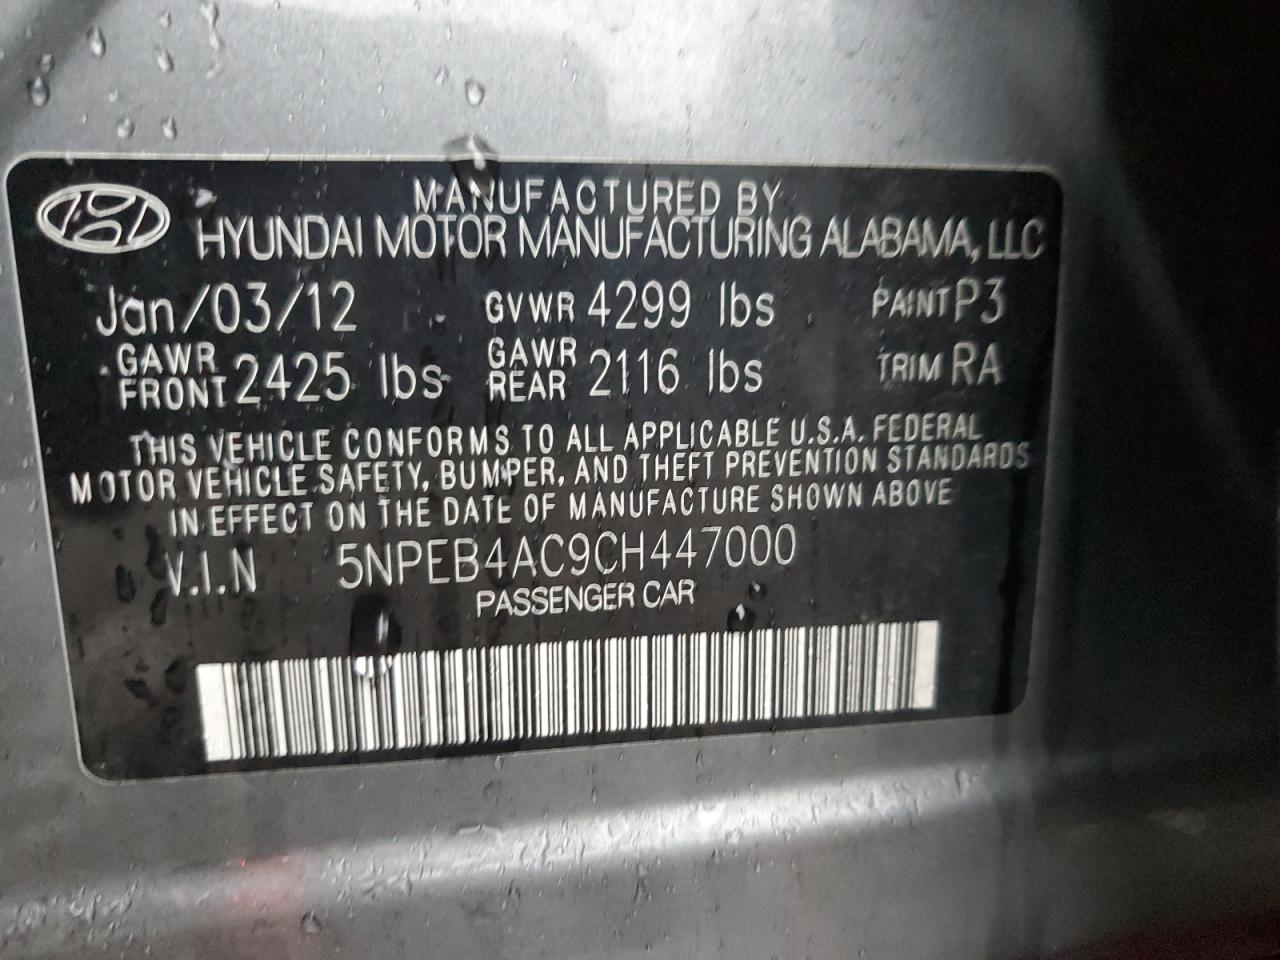 MANUFACTURED BY
HYUNDAI MOTOR MANUFACTURING ALABAMA, LLC
Jan/03/12 GVWR 4299 lbs PAINT P3
GAWR FRONT 2425 lbs GAWR REAR 2116 lbs TRIM RA
THIS VEHICLE CONFORMS TO ALL APPLICABLE U.S.A. FEDERAL
MOTOR VEHICLE SAFETY, BUMPER, AND THEFT PREVENTION STANDARDS
IN EFFECT ON THE DATE OF MANUFACTURE SHOWN ABOVE
V.I.N 5NPEB4AC9CH447000
PASSENGER CAR